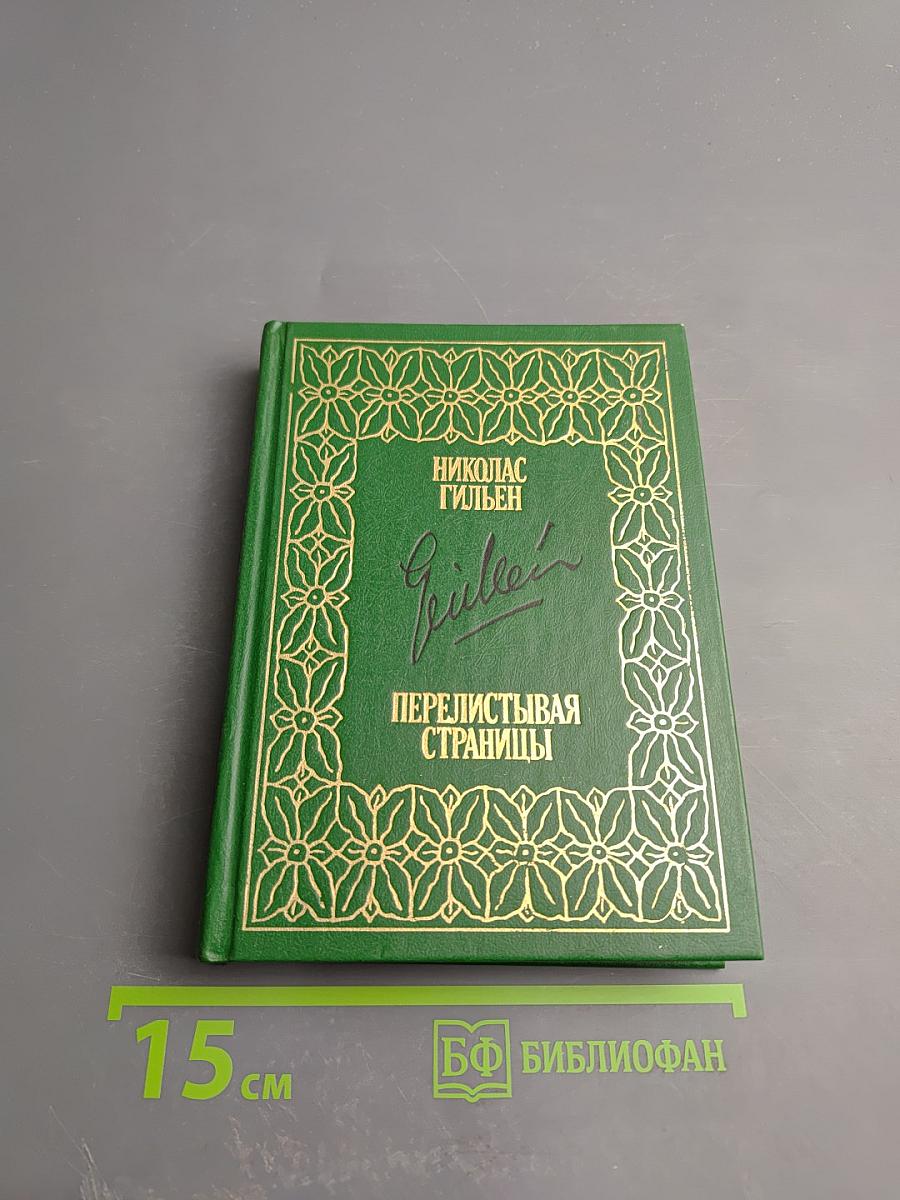 НИКОЛАС
ГИЛЬЕН
Guillén
ПЕРЕЛИСТЫВАЯ
СТРАНИЦЫ
15 см
БФ БИБЛИОФАН